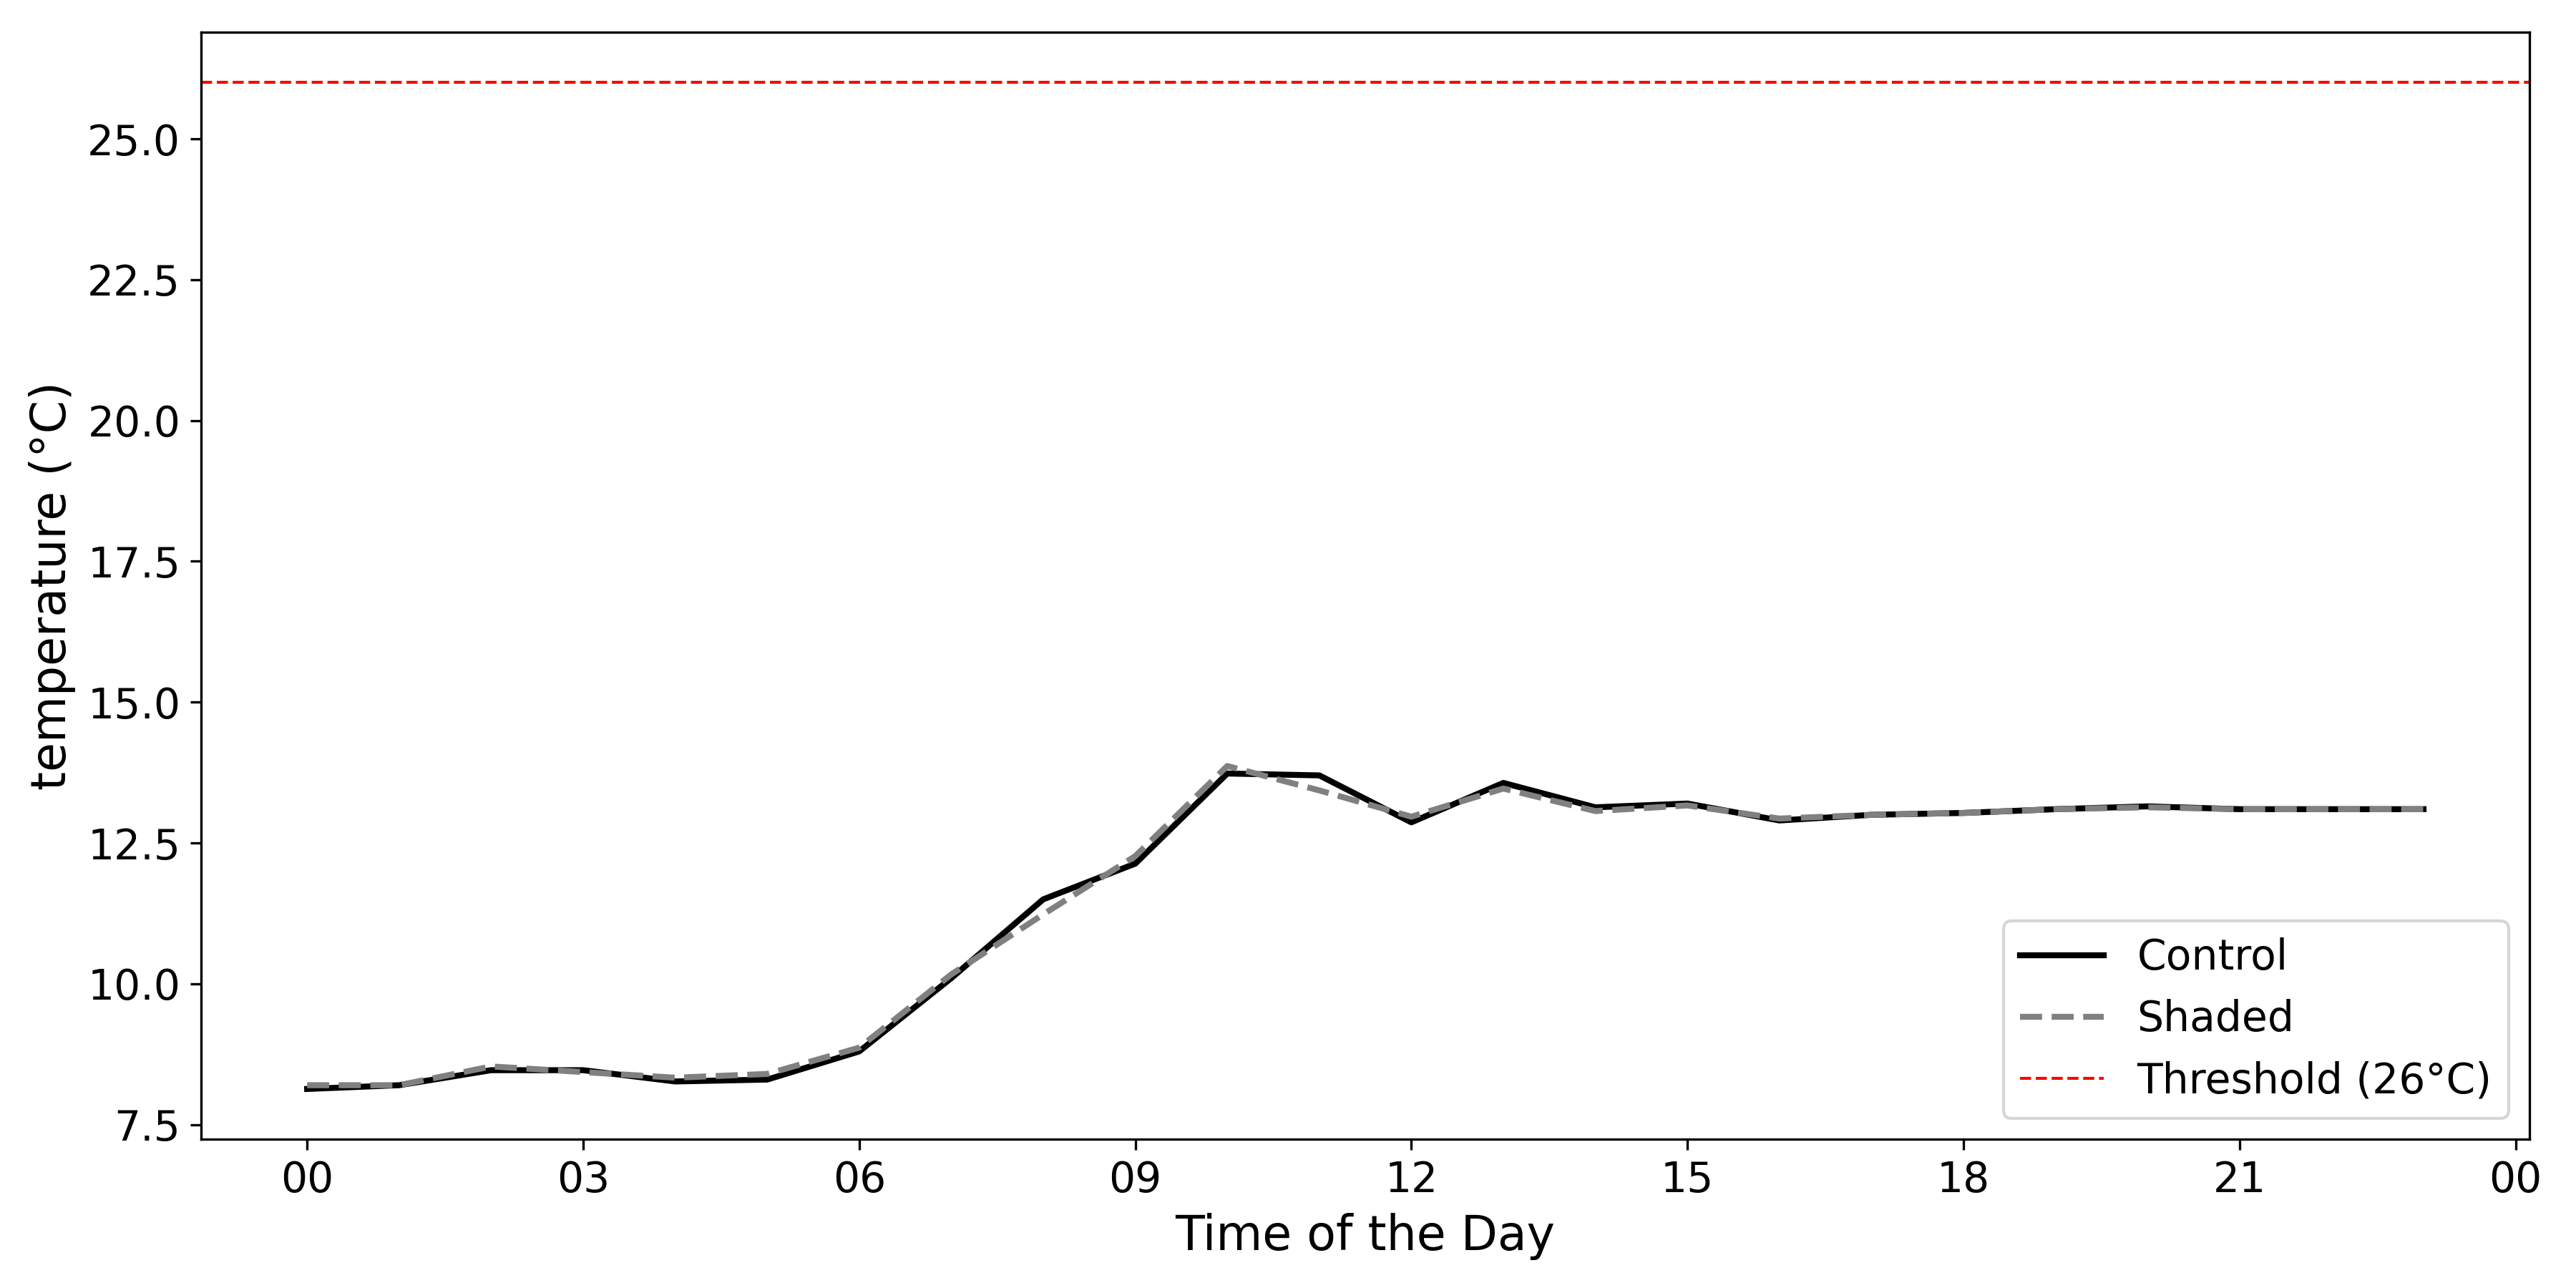 25.0
22.5
20.0
17.5
15.0
12.5
10.0
7.5
temperature (°C)
00 03 06 09 12 15 18 21 00
Time of the Day
Control
Shaded
Threshold (26°C)